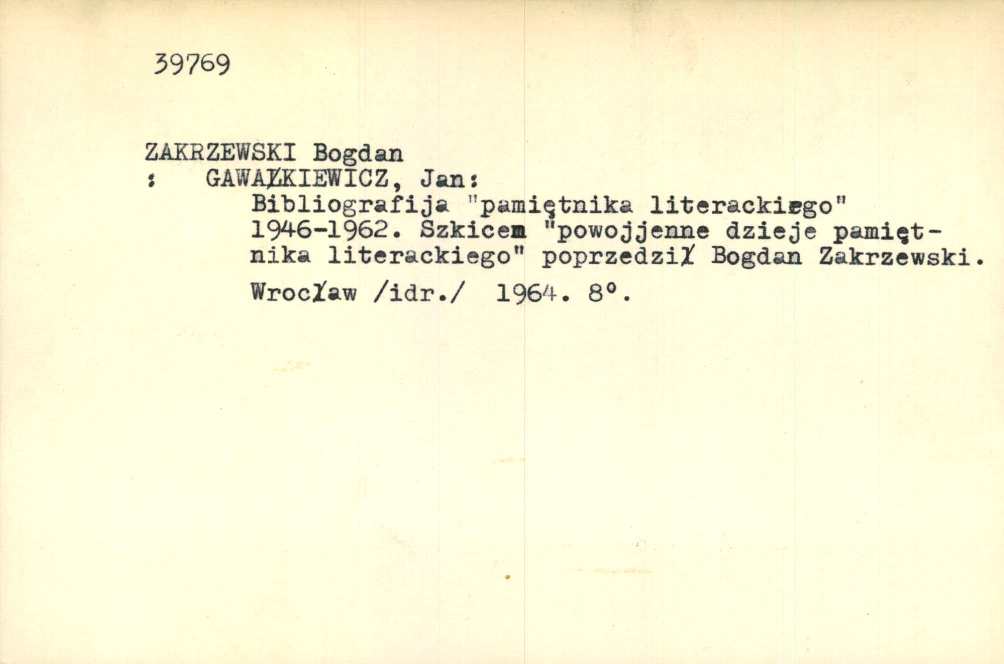 39769
ZAKRZEWSKI Bogdan
: GAWAŁKIEWICZ, Jan:
Bibliografija "pamiętnika literackiego"
1946-1962. Szkicem "powojjenne dzieje pamięt-
nika literackiego" poprzedził Bogdan Zakrzewski.
Wrocław /idr./ 1964. 8°.